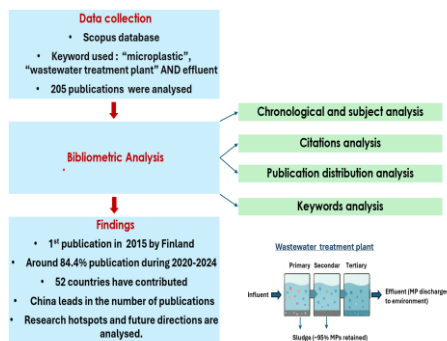 Data collection
• Scopus database
• Keyword used : “microplastic”,
“wastewater treatment plant” AND effluent
• 205 publications were analysed
Bibliometric Analysis
Chronological and subject analysis
Citations analysis
Publication distribution analysis
Keywords analysis
Findings
• 1st publication in 2015 by Finland
• Around 84.4% publication during 2020-2024
• 52 countries have contributed
• China leads in the number of publications
• Research hotspots and future directions are
analysed.
Wastewater treatment plant
Primary Secondar Tertiary
Influent
Effluent (MP discharge
to environment)
Sludge (~95% MPs retained)